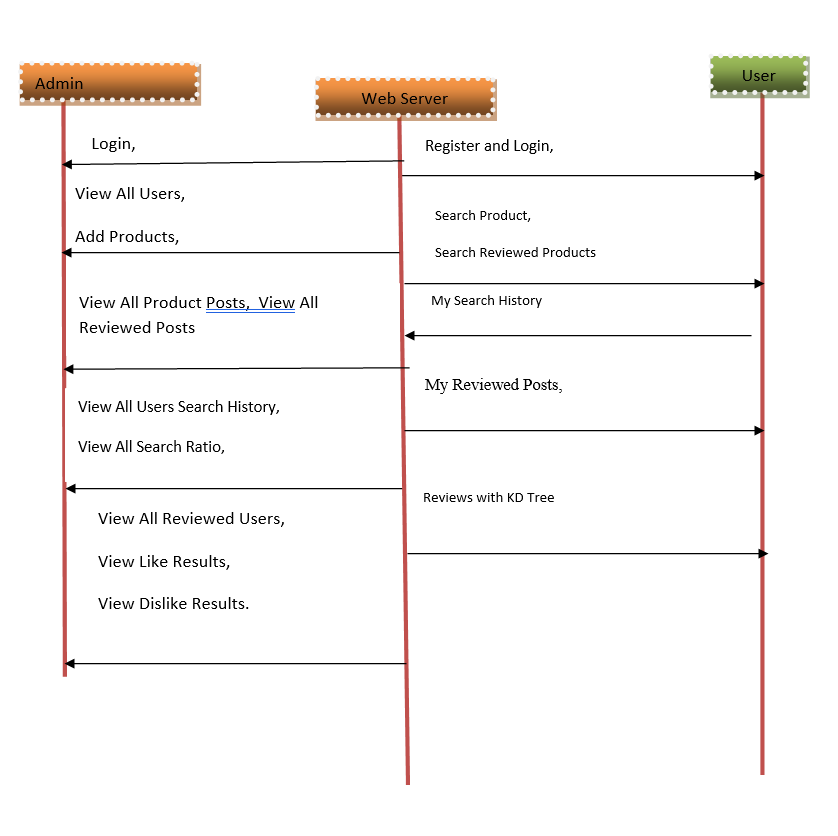 Admin
Web Server
User
Login,
Register and Login,
View All Users,
Search Product,
Add Products,
Search Reviewed Products
View All Product Posts, View All
Reviewed Posts
My Search History
My Reviewed Posts,
View All Users Search History,
View All Search Ratio,
Reviews with KD Tree
View All Reviewed Users,
View Like Results,
View Dislike Results.